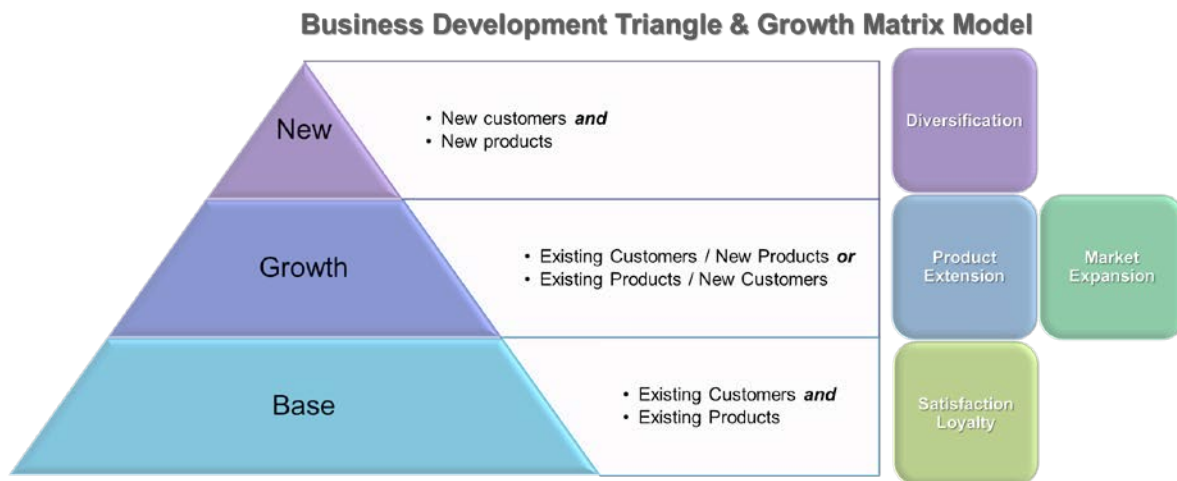 Business Development Triangle & Growth Matrix Model
New
• New customers and
• New products
Diversification
Growth
• Existing Customers / New Products or
• Existing Products / New Customers
Product
Extension
Market
Expansion
Base
• Existing Customers and
• Existing Products
Satisfaction
Loyalty